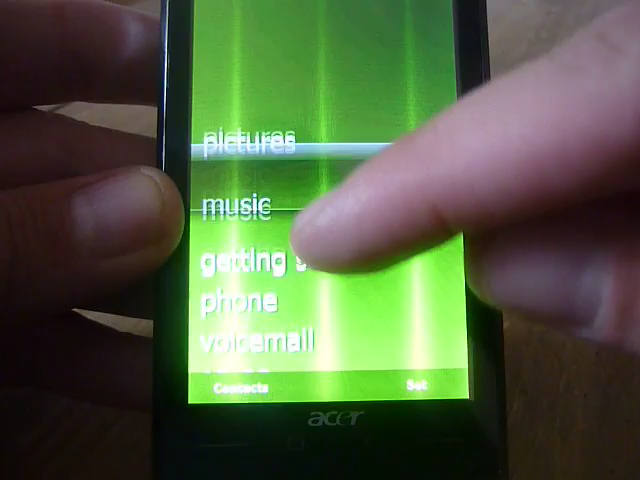 pictures
music
getting s
phone
voicemail
Contacts Set
acer